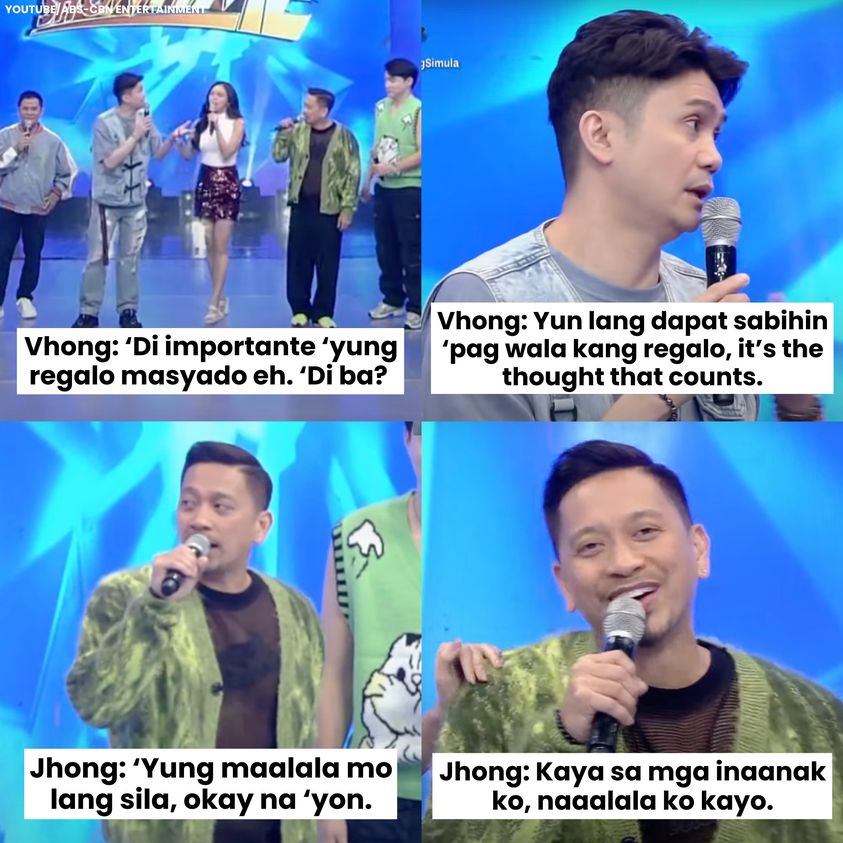 YOUTUBE/ABS-CBN ENTERTAINMENT
gSimula
Vhong: ‘Di importante ‘yung
regalo masyado eh. ‘Di ba?
Vhong: Yun lang dapat sabihin
‘pag wala kang regalo, it’s the
thought that counts.
Jhong: ‘Yung maalala mo
lang sila, okay na ‘yon.
Jhong: Kaya sa mga inaanak
ko, naaalala ko kayo.